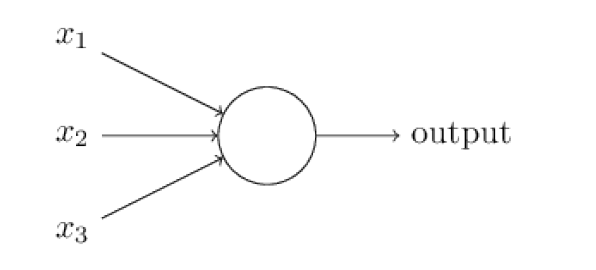 x₁
x₂
output
x₃